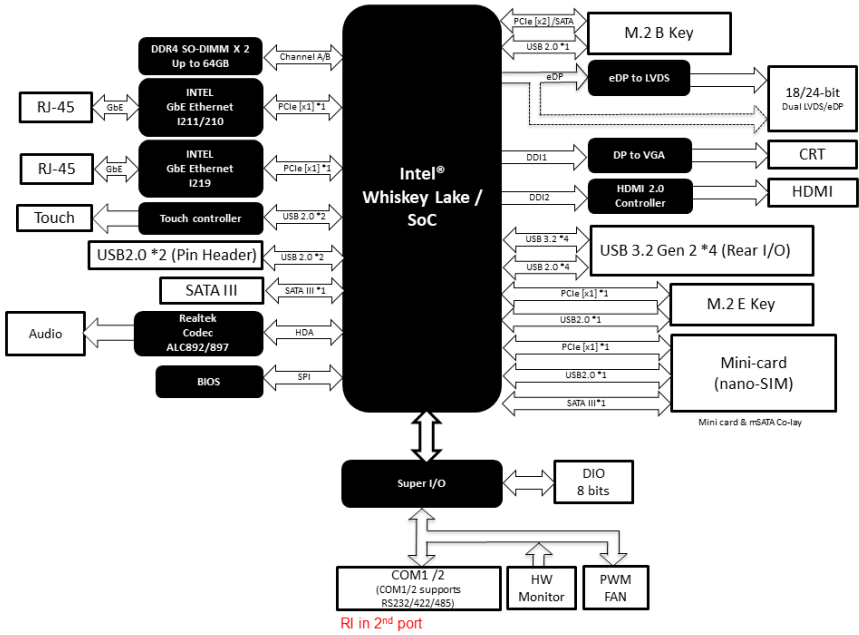 DDR4 SO-DIMM X 2
Up to 64GB
Channel A/B
RJ-45
GbE
INTEL
GbE Ethernet
I211/210
PCIe [x1] *1
RJ-45
GbE
INTEL
GbE Ethernet
I219
PCIe [x1] *1
Touch
Touch controller
USB 2.0 *2
USB2.0 *2 (Pin Header)
USB 2.0 *2
SATA III
SATA III *1
Audio
Realtek
Codec
ALC892/897
HDA
BIOS
SPI
Intel®
Whiskey Lake /
SoC
PCIe [x2] /SATA
USB 2.0 *1
M.2 B Key
eDP
eDP to LVDS
18/24-bit
Dual LVDS/eDP
DDI1
DP to VGA
CRT
DDI2
HDMI 2.0
Controller
HDMI
USB 3.2 *4
USB 2.0 *4
USB 3.2 Gen 2 *4 (Rear I/O)
PCIe [x1] *1
USB2.0 *1
M.2 E Key
PCIe [x1] *1
USB2.0 *1
SATA III*1
Mini-card
(nano-SIM)
Mini card & mSATA Co-lay
Super I/O
DIO
8 bits
COM1 /2
(COM1/2 supports
RS232/422/485)
HW
Monitor
PWM
FAN
RI in 2nd port